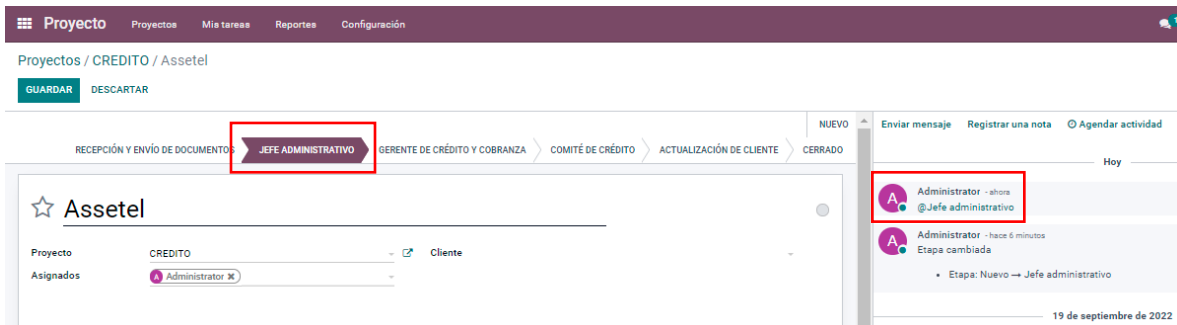 Proyecto Proyectos Mis tareas Reportes Configuración
Proyectos / CREDITO / Assetel
GUARDAR DESCARTAR
NUEVO
RECEPCIÓN Y ENVÍO DE DOCUMENTOS JEFE ADMINISTRATIVO GERENTE DE CRÉDITO Y COBRANZA COMITÉ DE CRÉDITO ACTUALIZACIÓN DE CLIENTE CERRADO
Assetel
Proyecto CREDITO Cliente
Asignados A Administrator
Enviar mensaje Registrar una nota Agendar actividad
Hoy
A Administrator - ahora
@Jefe administrativo
A Administrator - hace 6 minutos
Etapa cambiada
• Etapa: Nuevo → Jefe administrativo
19 de septiembre de 2022